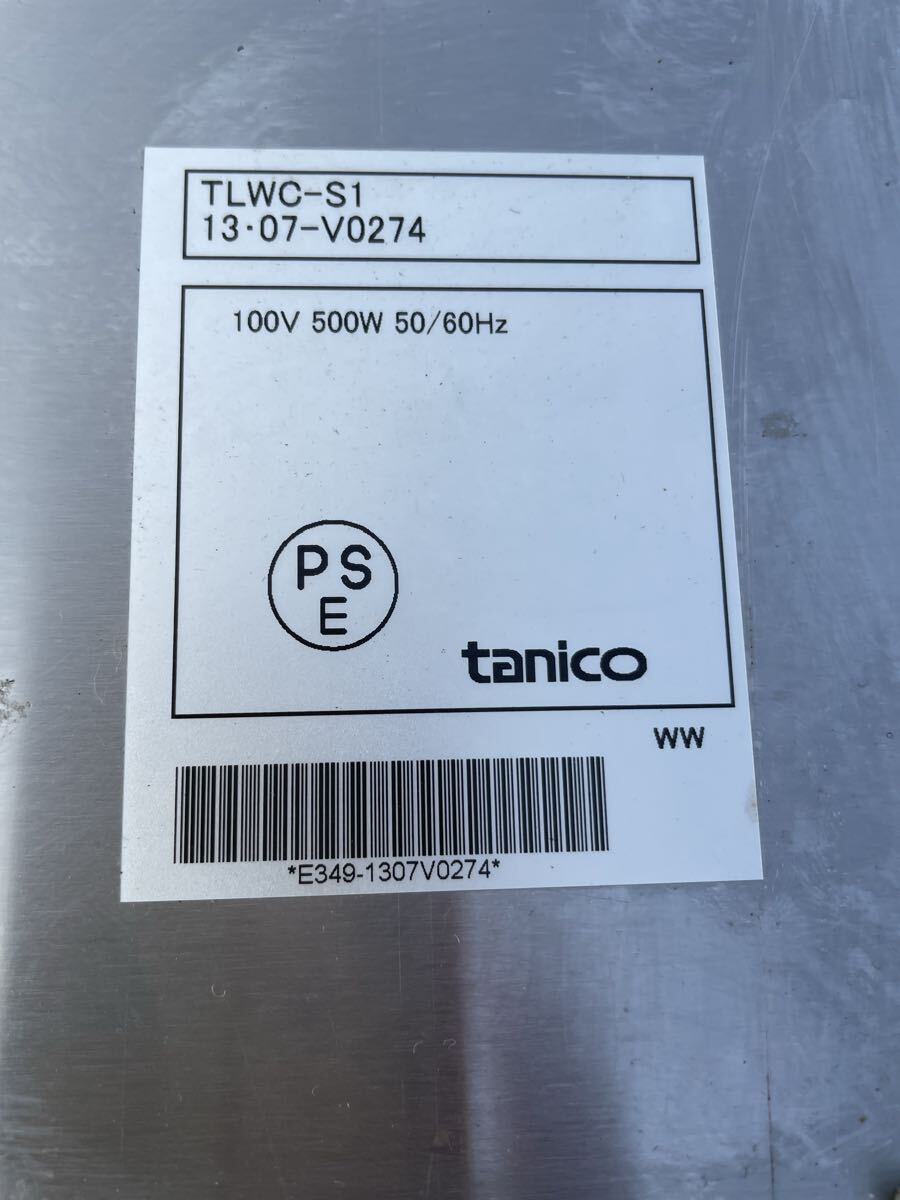 TLWC-S1
13・07-V0274
100V 500W 50/60Hz
PS
E
tanico
WW
*E349-1307V0274*